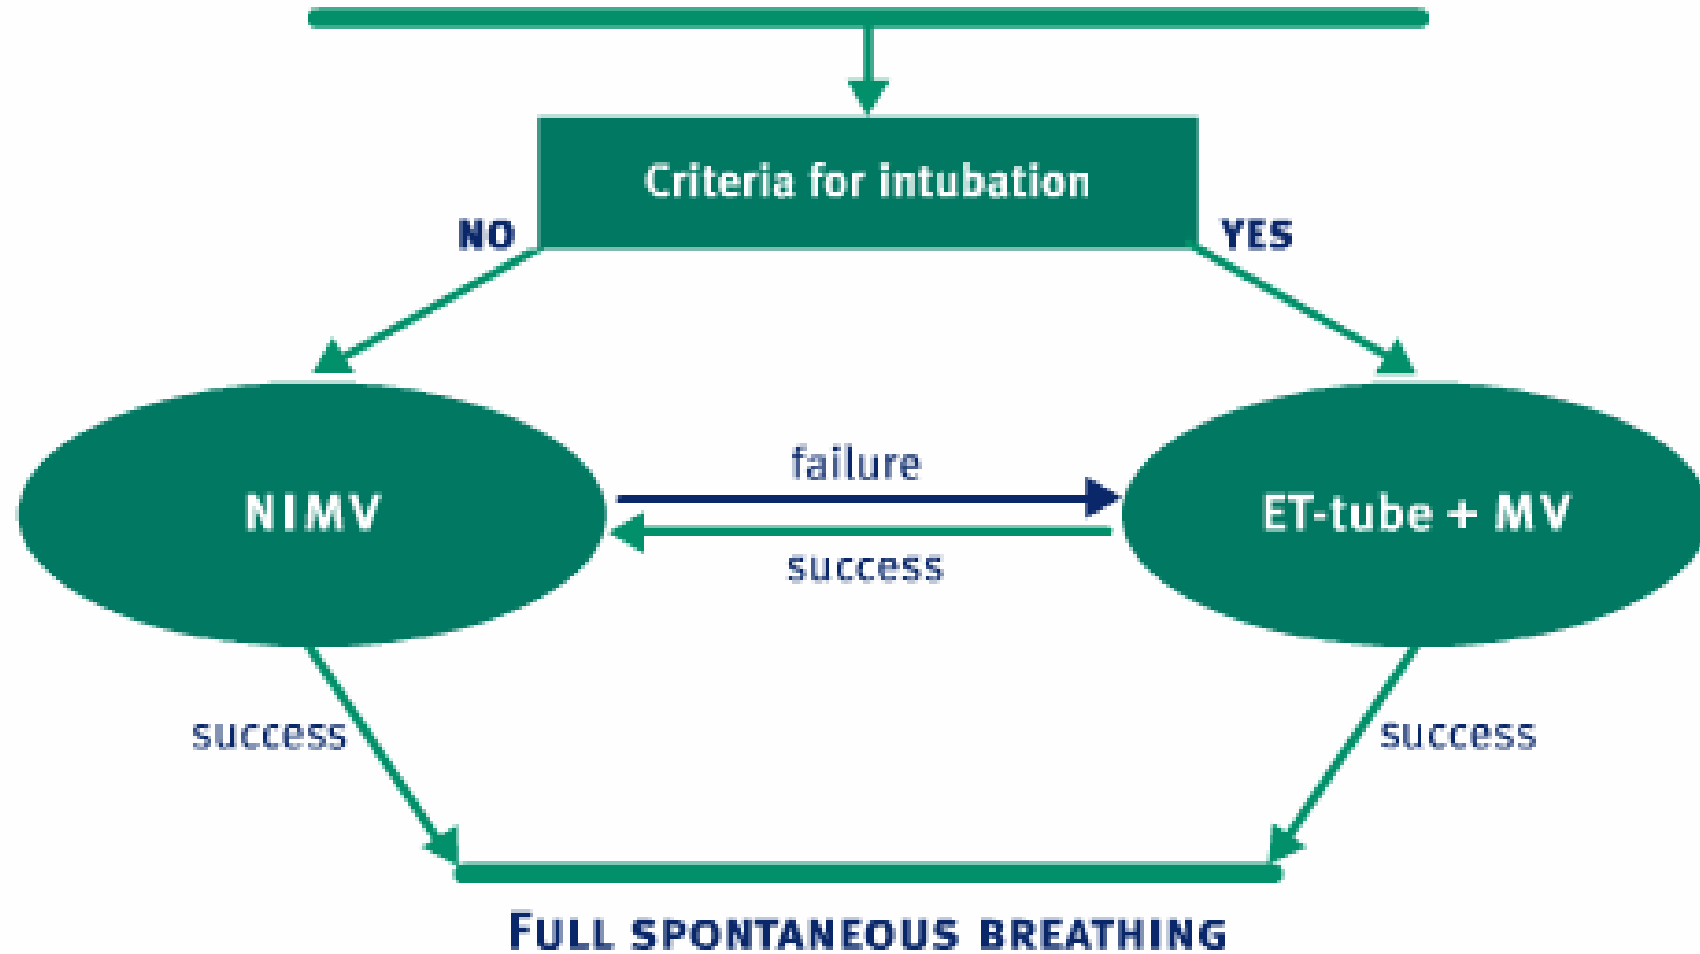 Criteria for intubation
NO
YES
failure
NIMV
ET-tube + MV
success
success
success
FULL SPONTANEOUS BREATHING